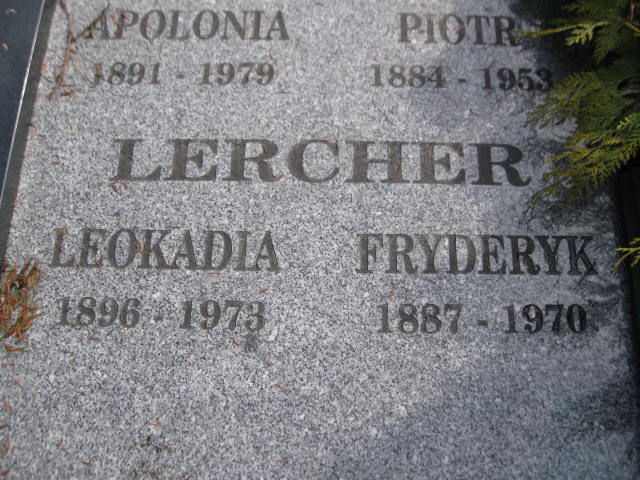 APOLONIA PIOTR
1891 - 1979 1884 - 1953
LERCHER
LEOKADIA FRYDERYK
1896 - 1973 1887 - 1970